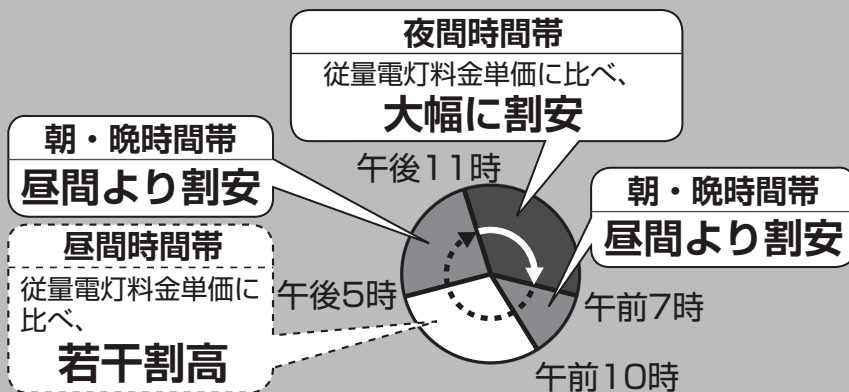 夜間時間帯
従量電灯料金単価に比べ、
大幅に割安
朝・晩時間帯
昼間より割安
午後11時
朝・晩時間帯
昼間より割安
昼間時間帯
従量電灯料金単価に
比べ、
若干割高
午後5時
午前7時
午前10時